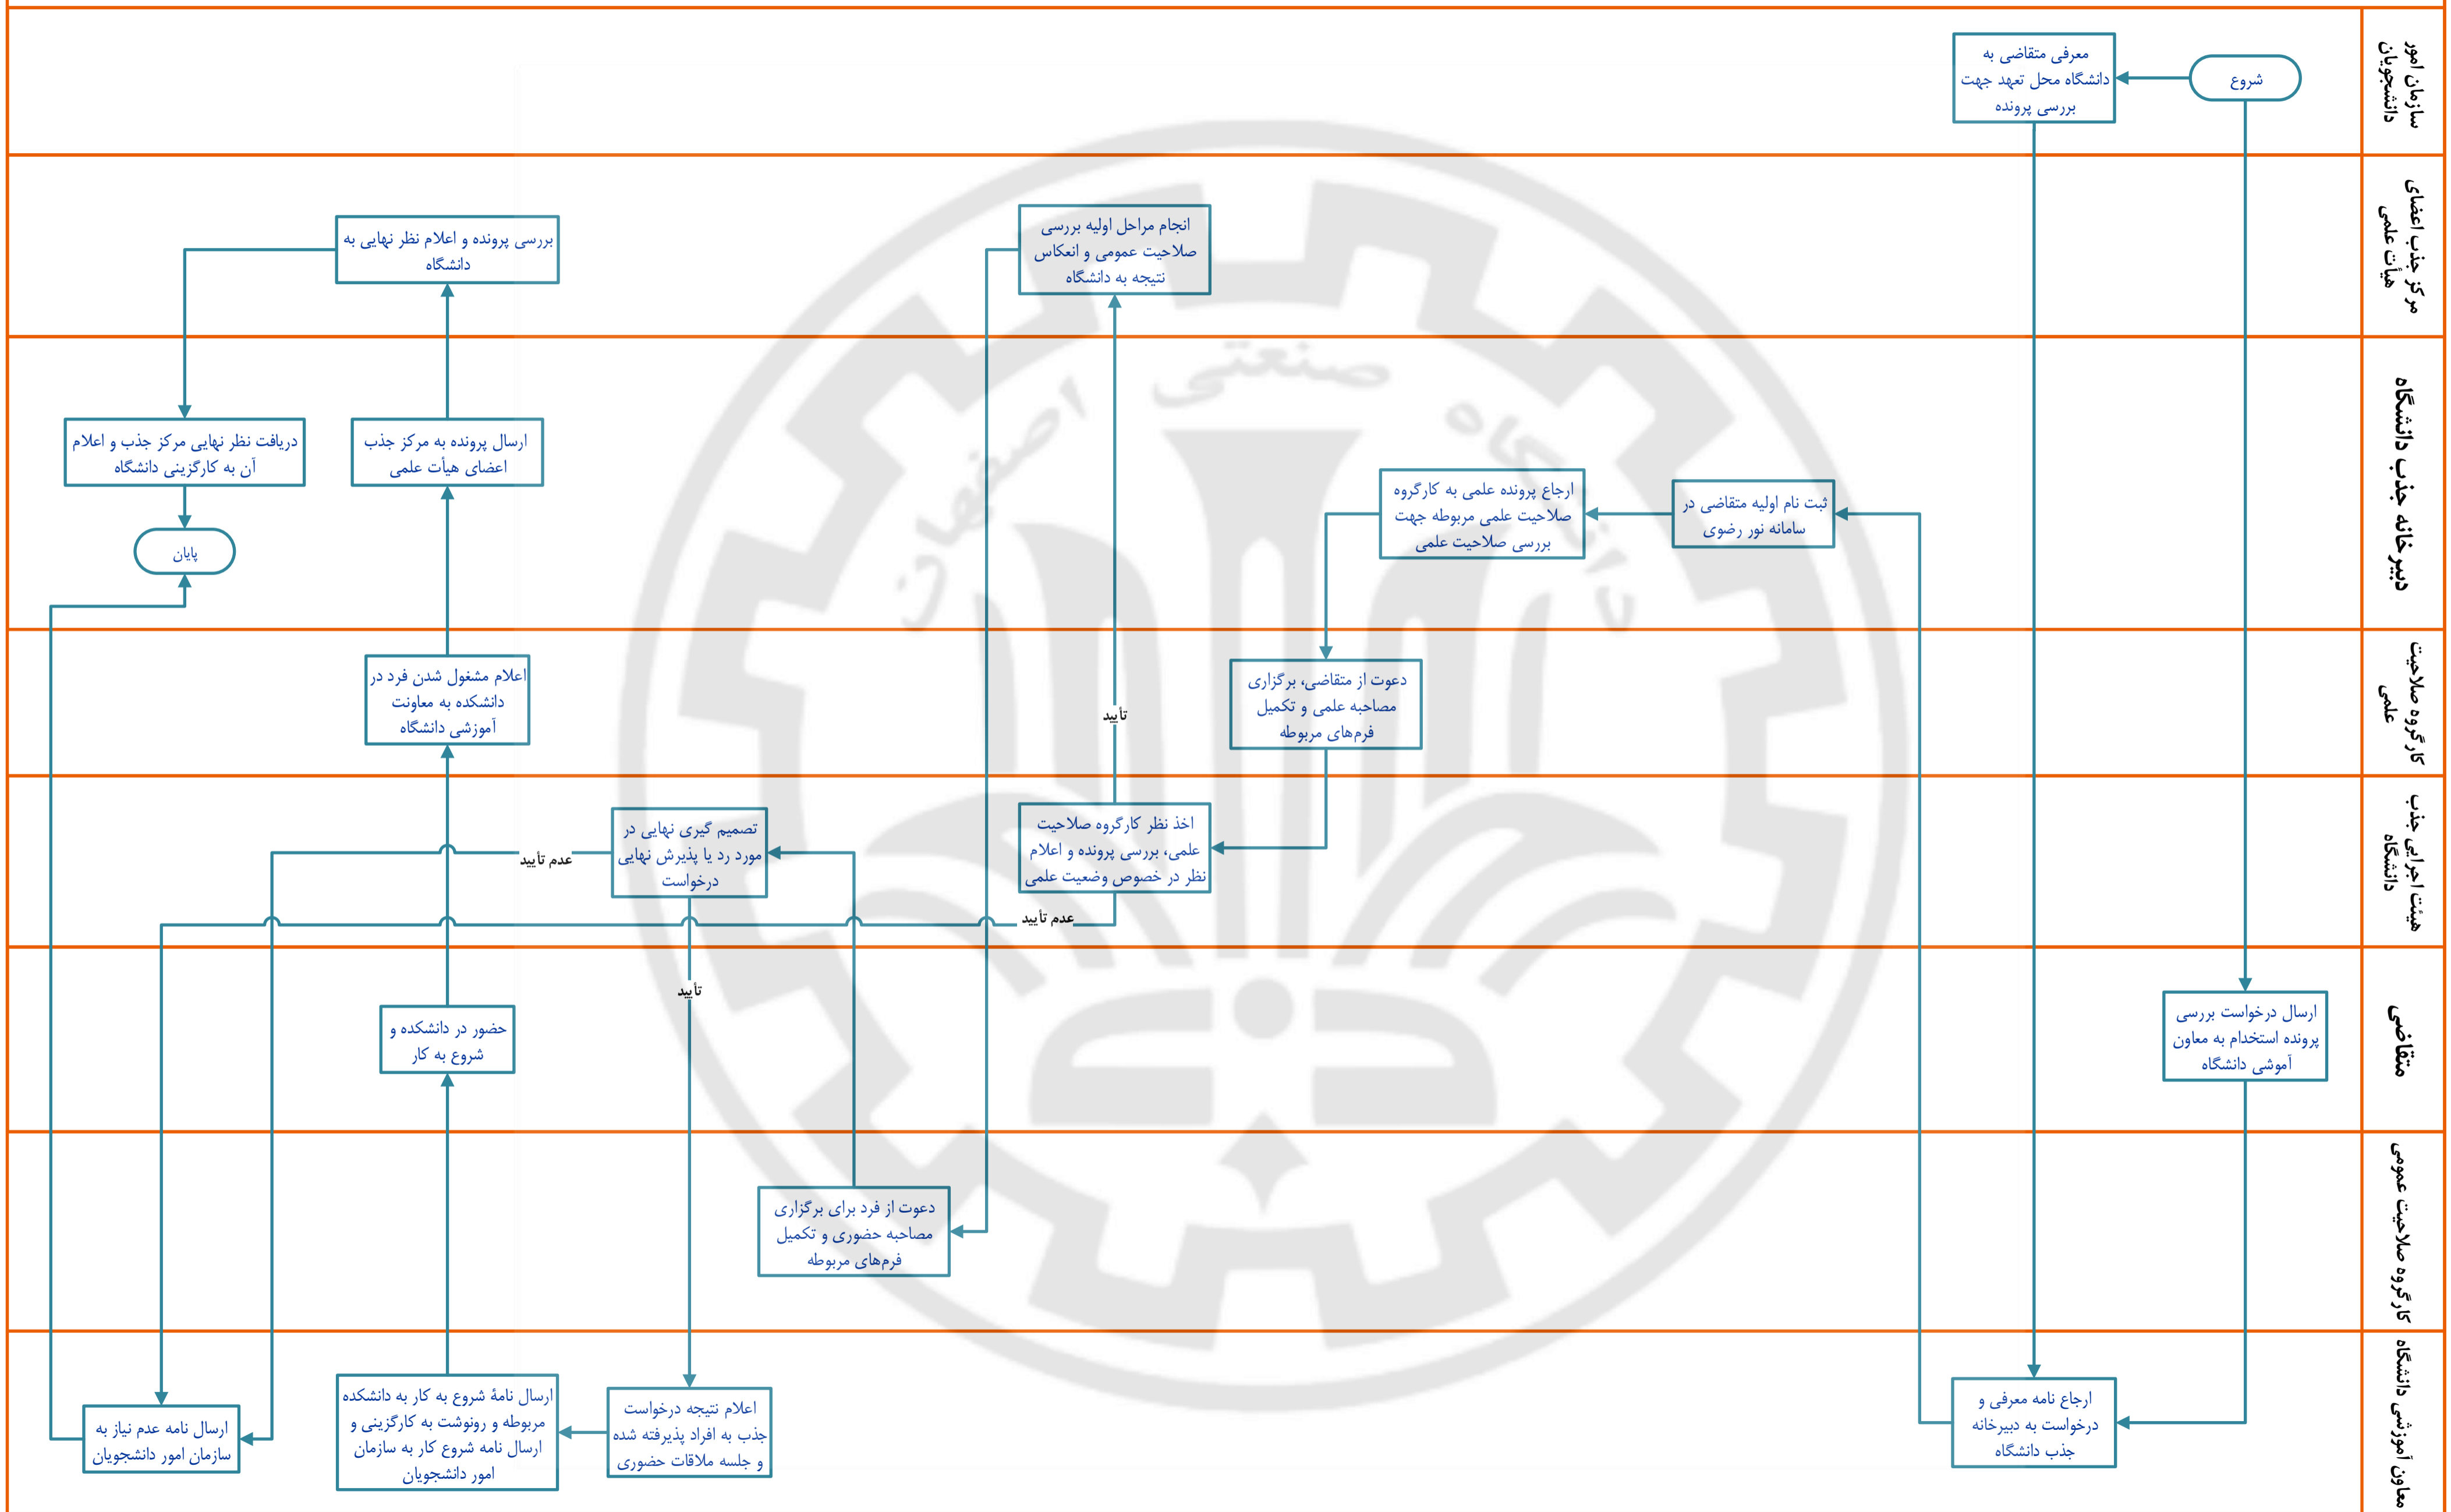 سازمان امور
دانشجویان
شروع
معرفی متقاضی به
دانشگاه محل تعهد جهت
بررسی پرونده
مرکز جذب اعضای
هیأت علمی
انجام مراحل اولیه بررسی
صلاحیت عمومی و انعکاس
نتیجه به دانشگاه
بررسی پرونده و اعلام نظر نهایی به
دانشگاه
دبیرخانه جذب دانشگاه
ثبت نام اولیه متقاضی در
سامانه نور رضوی
ارجاع پرونده علمی به کارگروه
صلاحیت علمی مربوطه جهت
بررسی صلاحیت علمی
ارسال پرونده به مرکز جذب
اعضای هیأت علمی
دریافت نظر نهایی مرکز جذب و اعلام
آن به کارگزینی دانشگاه
پایان
کارگروه صلاحیت
علمی
دعوت از متقاضی، برگزاری
مصاحبه علمی و تکمیل
فرم‌های مربوطه
تأیید
اعلام مشغول شدن فرد در
دانشکده به معاونت
آموزشی دانشگاه
هیئت اجرایی جذب
دانشگاه
اخذ نظر کارگروه صلاحیت
علمی، بررسی پرونده و اعلام
نظر در خصوص وضعیت علمی
عدم تأیید
تصمیم گیری نهایی در
مورد رد یا پذیرش نهایی
درخواست
عدم تأیید
متقاضی
ارسال درخواست بررسی
پرونده استخدام به معاون
آموشی دانشگاه
تأیید
حضور در دانشکده و
شروع به کار
کارگروه صلاحیت عمومی
دعوت از فرد برای برگزاری
مصاحبه حضوری و تکمیل
فرم‌های مربوطه
معاون آموزشی دانشگاه
ارجاع نامه معرفی و
درخواست به دبیرخانه
جذب دانشگاه
اعلام نتیجه درخواست
جذب به افراد پذیرفته شده
و جلسه ملاقات حضوری
ارسال نامۀ شروع به کار به دانشکده
مربوطه و رونوشت به کارگزینی و
ارسال نامه شروع کار به سازمان
امور دانشجویان
ارسال نامه عدم نیاز به
سازمان امور دانشجویان
دانشگاه صنعتی اصفهان